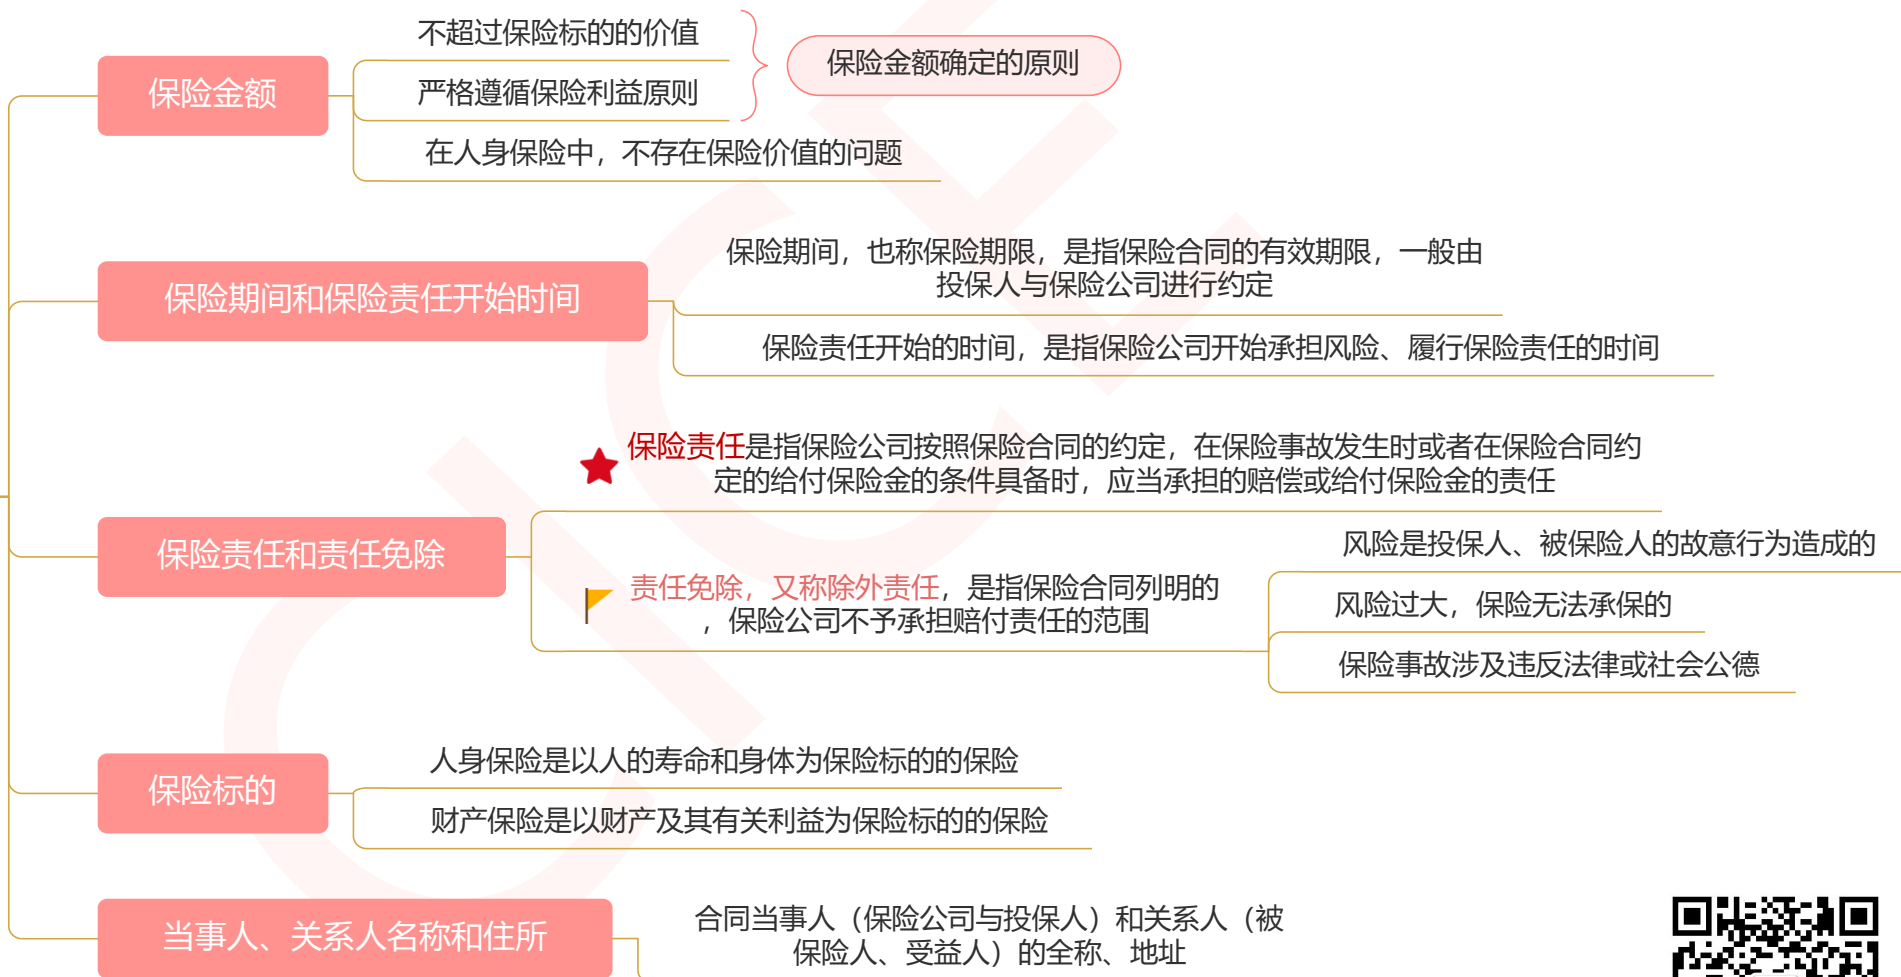 不超过保险标的的价值
保险金额确定的原则
保险金额
严格遵循保险利益原则
在人身保险中，不存在保险价值的问题
保险期间，也称保险期限，是指保险合同的有效期限，一般由
投保人与保险公司进行约定
保险期间和保险责任开始时间
保险责任开始的时间，是指保险公司开始承担风险、履行保险责任的时间
保险责任是指保险公司按照保险合同的约定，在保险事故发生时或者在保险合同约
定的给付保险金的条件具备时，应当承担的赔偿或给付保险金的责任
保险责任和责任免除
风险是投保人、被保险人的故意行为造成的
责任免除，又称除外责任，是指保险合同列明的
，保险公司不予承担赔付责任的范围
风险过大，保险无法承保的
保险事故涉及违反法律或社会公德
人身保险是以人的寿命和身体为保险标的的保险
保险标的
财产保险是以财产及其有关利益为保险标的的保险
当事人、关系人名称和住所
合同当事人（保险公司与投保人）和关系人（被
保险人、受益人）的全称、地址